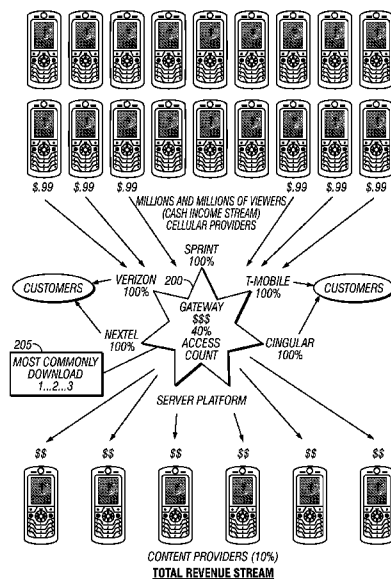 $.99 $.99 $.99 $.99 $.99 $.99
MILLIONS AND MILLIONS OF VIEWERS
(CASH INCOME STREAM)
CELLULAR PROVIDERS
SPRINT
100%
200
VERIZON
100%
T-MOBILE
100%
CUSTOMERS
CUSTOMERS
GATEWAY
$$$
40%
ACCESS
COUNT
NEXTEL
100%
CINGULAR
100%
205
MOST COMMONLY
DOWNLOAD
1...2...3
SERVER PLATFORM
$$ $$ $$ $$ $$ $$
CONTENT PROVIDERS (10%)
TOTAL REVENUE STREAM